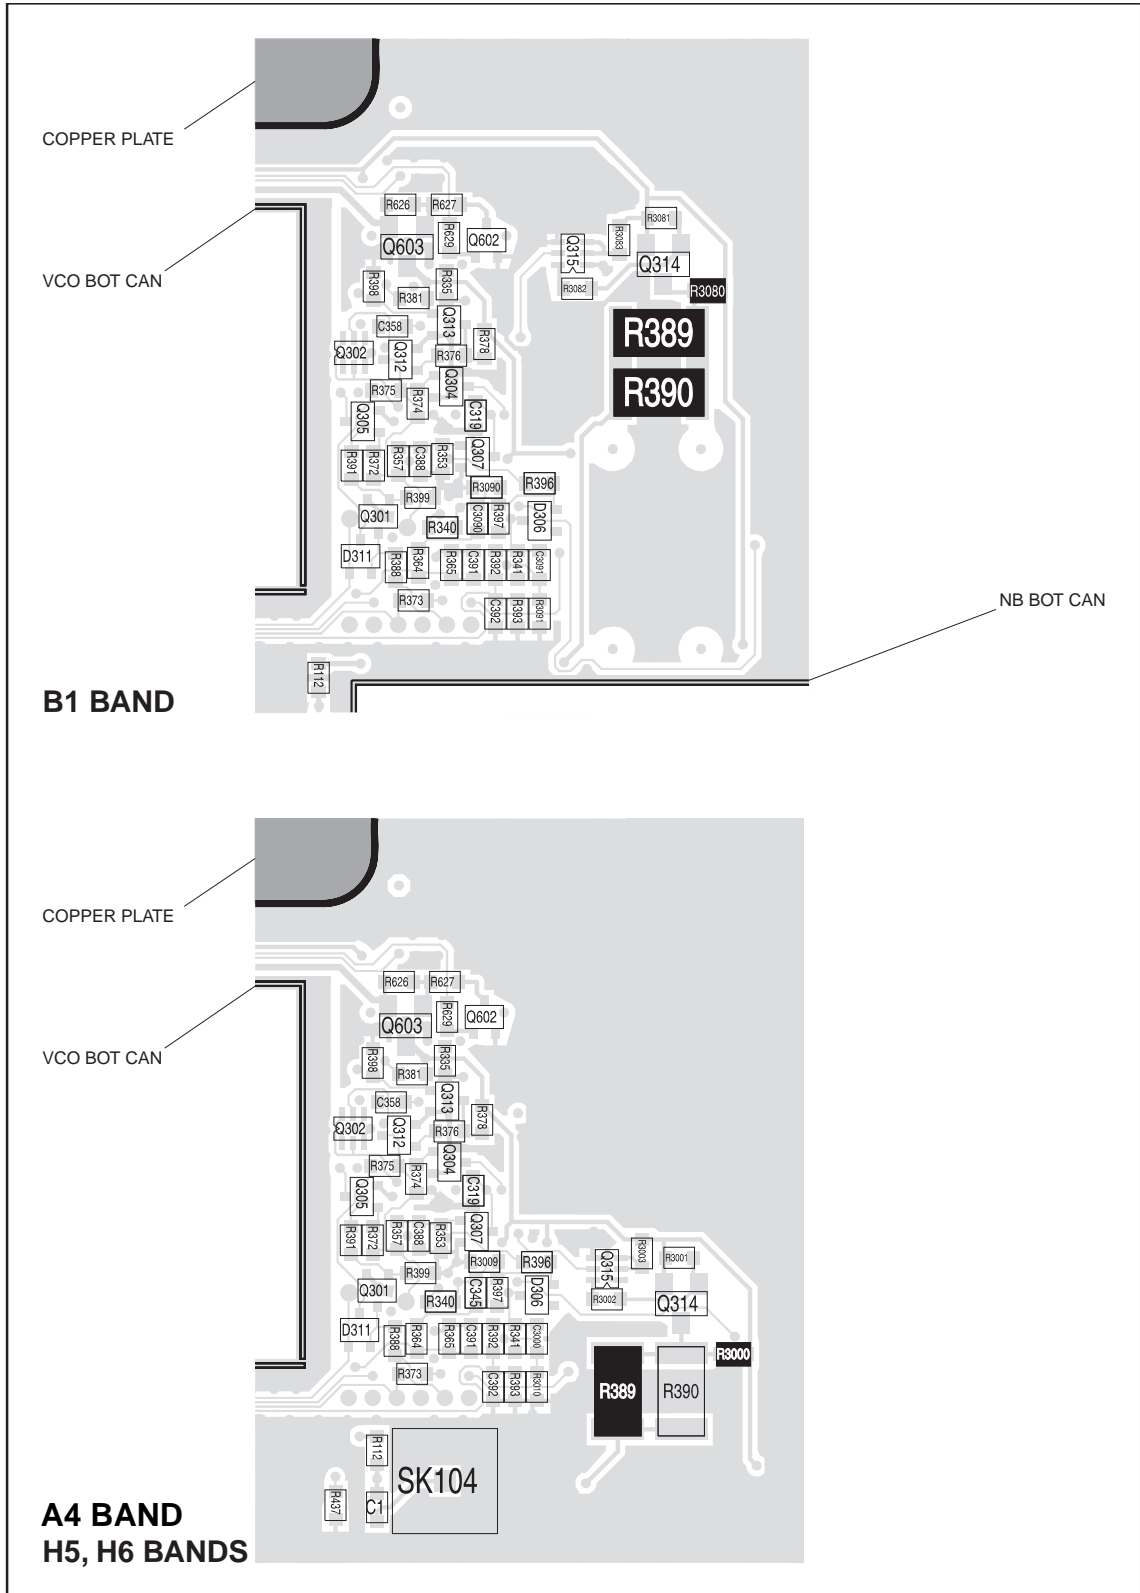 COPPER PLATE
R626 R627
R3081
R629
Q602
Q603
Q315
R3083
Q314
VCO BOT CAN
R398
R335
R381
R3082
R3080
C358
Q313
R378
R389
Q302
Q312
R376
R375
R374
Q304
R390
Q305
C319
R391
R372
R357
C388
R353
Q307
R3090
R396
R399
Q301
R340
C3090
R397
D306
D311
R388
R364
R365
C391
R392
R341
C3091
R373
C392
R393
R3091
NB BOT CAN
R112
B1 BAND
COPPER PLATE
R626 R627
R629
Q602
Q603
VCO BOT CAN
R398
R335
R381
C358
Q313
R378
Q302
Q312
R376
R375
R374
Q304
Q305
C319
R391
R372
R357
C388
R353
Q307
R3009
R396
Q315
R3003
R3001
R399
Q301
R340
C345
R397
D306
R3002
Q314
D311
R388
R364
R365
C391
R392
R341
C3000
R3000
R373
C392
R393
R3010
R389
R390
R112
SK104
R437
C1
A4 BAND
H5, H6 BANDS